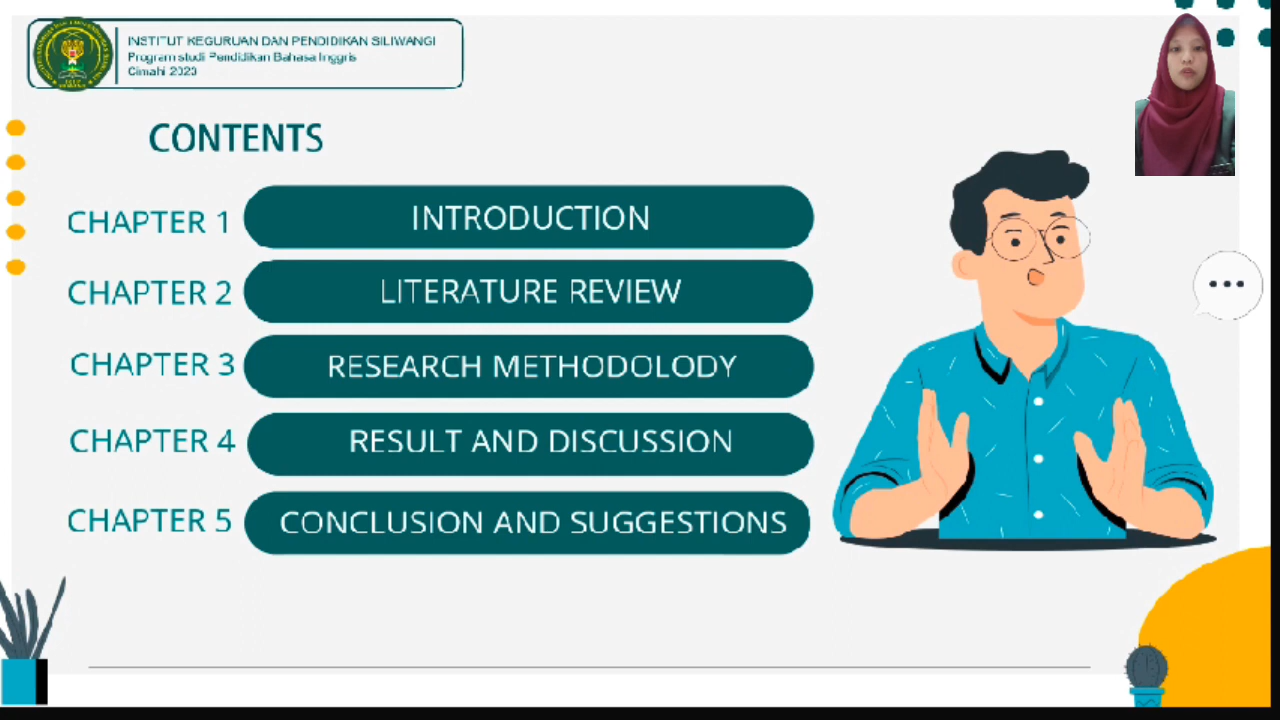 INSTITUT KEGURUAN DAN PENDIDIKAN SILIWANGI
Program studi Pendidikan Bahasa Inggris
Cimahi 2023
CONTENTS
CHAPTER 1 INTRODUCTION
CHAPTER 2 LITERATURE REVIEW
CHAPTER 3 RESEARCH METHODOLODY
CHAPTER 4 RESULT AND DISCUSSION
CHAPTER 5 CONCLUSION AND SUGGESTIONS